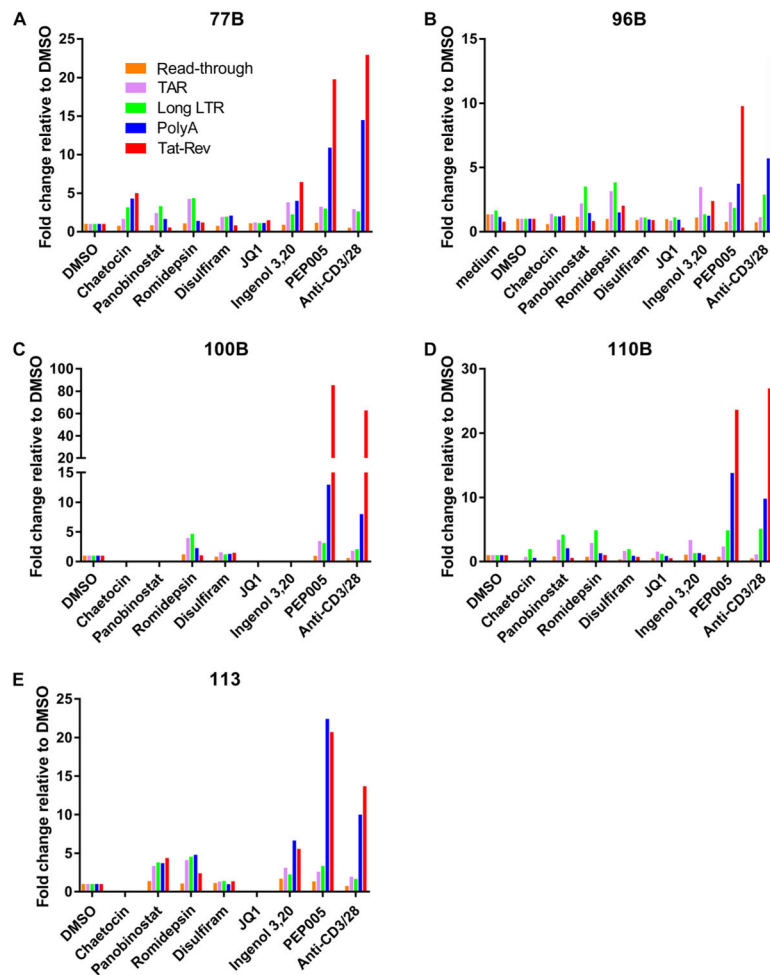 A
77B
Fold change relative to DMSO
25
20
15
10
5
0
Read-through
TAR
Long LTR
PolyA
Tat-Rev
DMSO
Chaetocin
Panobinostat
Romidepsin
Disulfiram
JQ1
Ingenol 3,20
PEP005
Anti-CD3/28
B
96B
Fold change relative to DMSO
15
10
5
0
medium
DMSO
Chaetocin
Panobinostat
Romidepsin
Disulfiram
JQ1
Ingenol 3,20
PEP005
Anti-CD3/28
C
100B
Fold change relative to DMSO
100
80
60
40
20
15
10
5
0
DMSO
Chaetocin
Panobinostat
Romidepsin
Disulfiram
JQ1
Ingenol 3,20
PEP005
Anti-CD3/28
D
110B
Fold change relative to DMSO
30
20
10
0
DMSO
Chaetocin
Panobinostat
Romidepsin
Disulfiram
JQ1
Ingenol 3,20
PEP005
Anti-CD3/28
E
113
Fold change relative to DMSO
25
20
15
10
5
0
DMSO
Chaetocin
Panobinostat
Romidepsin
Disulfiram
JQ1
Ingenol 3,20
PEP005
Anti-CD3/28